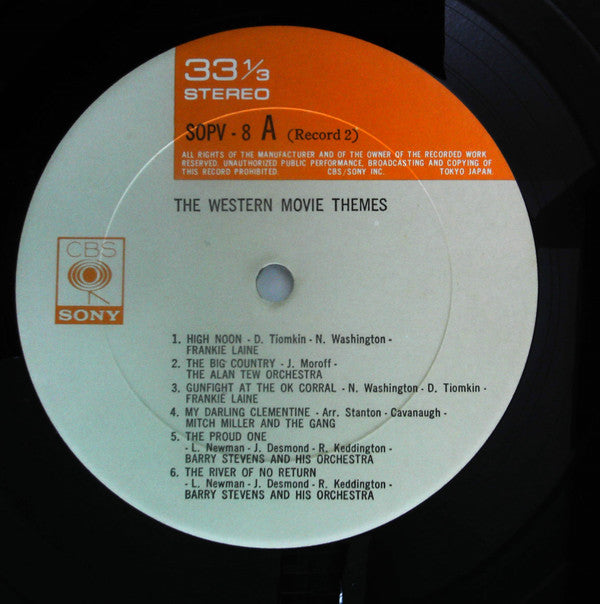 33 1/3
STEREO
SOPV - 8 A (Record 2)
ALL RIGHTS OF THE MANUFACTURER AND OF THE OWNER OF THE RECORDED WORK
RESERVED. UNAUTHORIZED PUBLIC PERFORMANCE, BROADCASTING AND COPYING OF
THIS RECORD PROHIBITED. CBS/SONY INC. TOKYO JAPAN.
THE WESTERN MOVIE THEMES
CBS
SONY
1. HIGH NOON - D. Tiomkin - N. Washington -
FRANKIE LAINE
2. THE BIG COUNTRY - J. Moroff -
THE ALAN TEW ORCHESTRA
3. GUNFIGHT AT THE OK CORRAL - N. Washington - D. Tiomkin -
FRANKIE LAINE
4. MY DARLING CLEMENTINE - Arr. Stanton - Cavanaugh -
MITCH MILLER AND THE GANG
5. THE PROUD ONE
- L. Newman - J. Desmond - R. Keddington -
BARRY STEVENS AND HIS ORCHESTRA
6. THE RIVER OF NO RETURN
- L. Newman - J. Desmond - R. Keddington -
BARRY STEVENS AND HIS ORCHESTRA